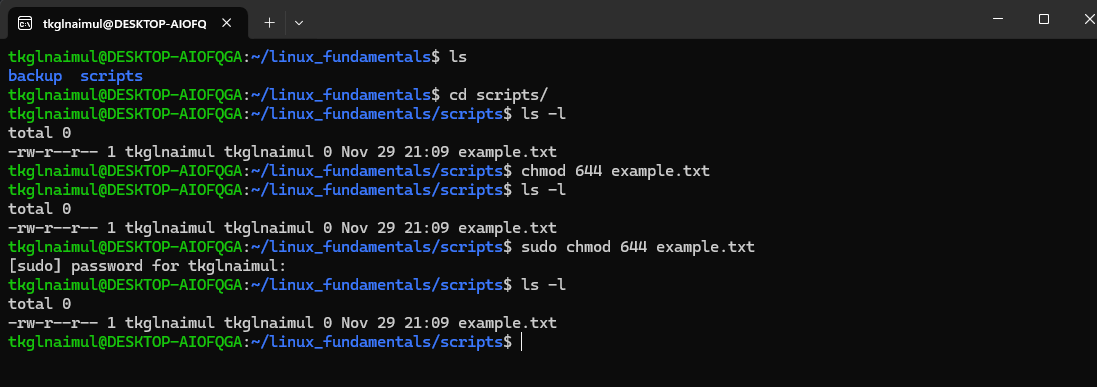 tkglnaimul@DESKTOP-AIOFQ
tkglnaimul@DESKTOP-AIOFQGA:~/linux_fundamentals$ ls
backup  scripts
tkglnaimul@DESKTOP-AIOFQGA:~/linux_fundamentals$ cd scripts/
tkglnaimul@DESKTOP-AIOFQGA:~/linux_fundamentals/scripts$ ls -l
total 0
-rw-r--r-- 1 tkglnaimul tkglnaimul 0 Nov 29 21:09 example.txt
tkglnaimul@DESKTOP-AIOFQGA:~/linux_fundamentals/scripts$ chmod 644 example.txt
tkglnaimul@DESKTOP-AIOFQGA:~/linux_fundamentals/scripts$ ls -l
total 0
-rw-r--r-- 1 tkglnaimul tkglnaimul 0 Nov 29 21:09 example.txt
tkglnaimul@DESKTOP-AIOFQGA:~/linux_fundamentals/scripts$ sudo chmod 644 example.txt
[sudo] password for tkglnaimul:
tkglnaimul@DESKTOP-AIOFQGA:~/linux_fundamentals/scripts$ ls -l
total 0
-rw-r--r-- 1 tkglnaimul tkglnaimul 0 Nov 29 21:09 example.txt
tkglnaimul@DESKTOP-AIOFQGA:~/linux_fundamentals/scripts$